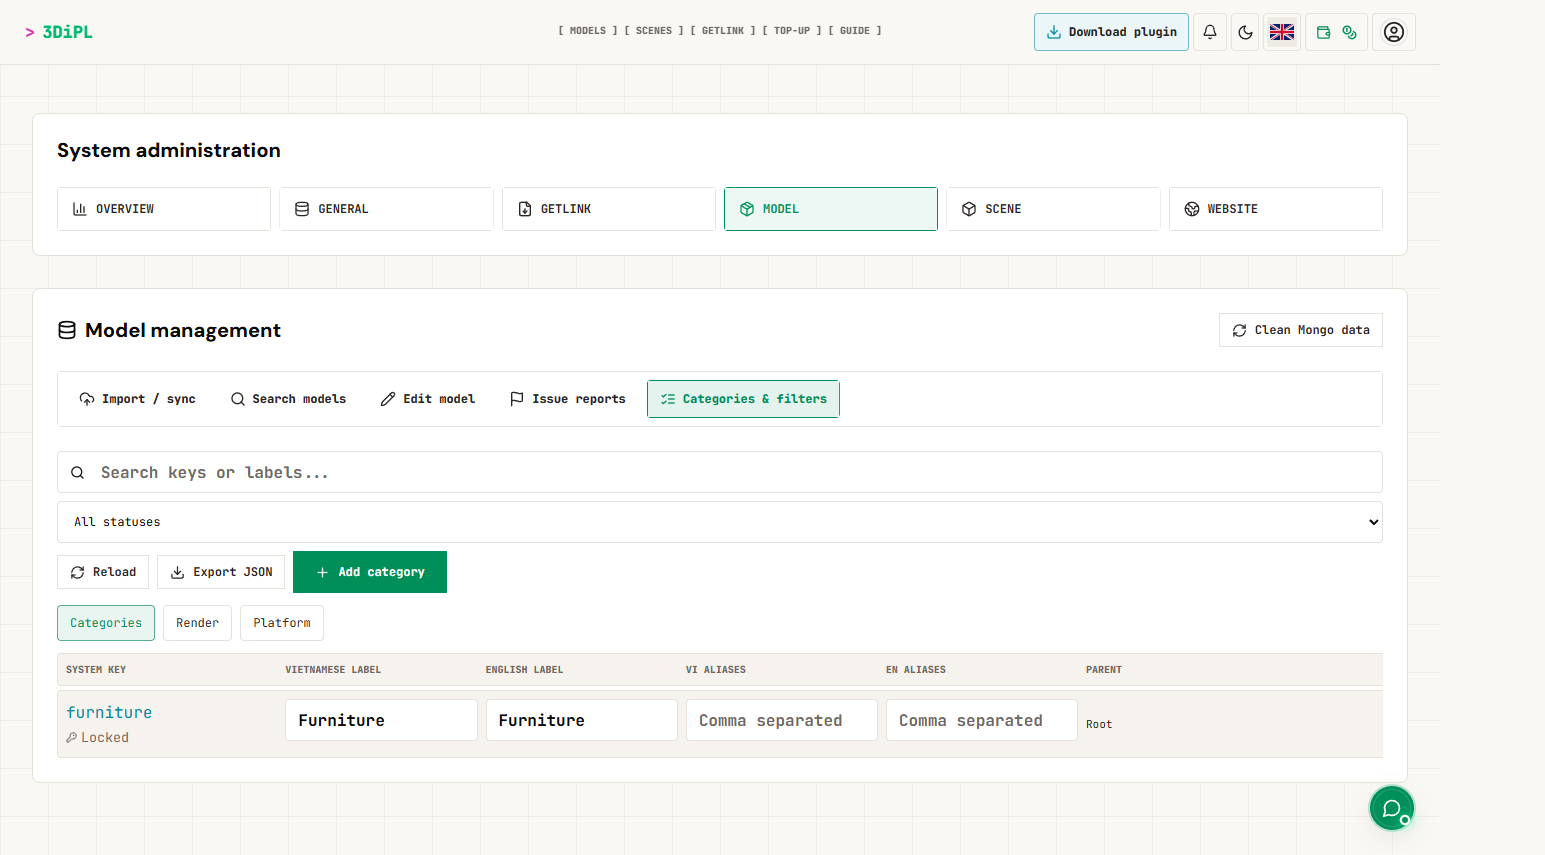 > 3DiPL
[ MODELS ] [ SCENES ] [ GETLINK ] [ TOP-UP ] [ GUIDE ]
Download plugin
System administration
OVERVIEW
GENERAL
GETLINK
MODEL
SCENE
WEBSITE
Model management
Clean Mongo data
Import / sync
Search models
Edit model
Issue reports
Categories & filters
Search keys or labels...
All statuses
Reload
Export JSON
+ Add category
Categories
Render
Platform
SYSTEM KEY
VIETNAMESE LABEL
ENGLISH LABEL
VI ALIASES
EN ALIASES
PARENT
furniture
Locked
Furniture
Furniture
Comma separated
Comma separated
Root